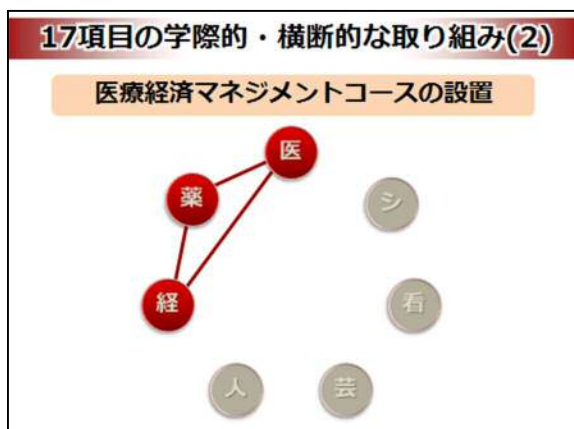 17項目の学際的・横断的な取り組み(2)
医療経済マネジメントコースの設置
医
薬
シ
経
看
人
芸